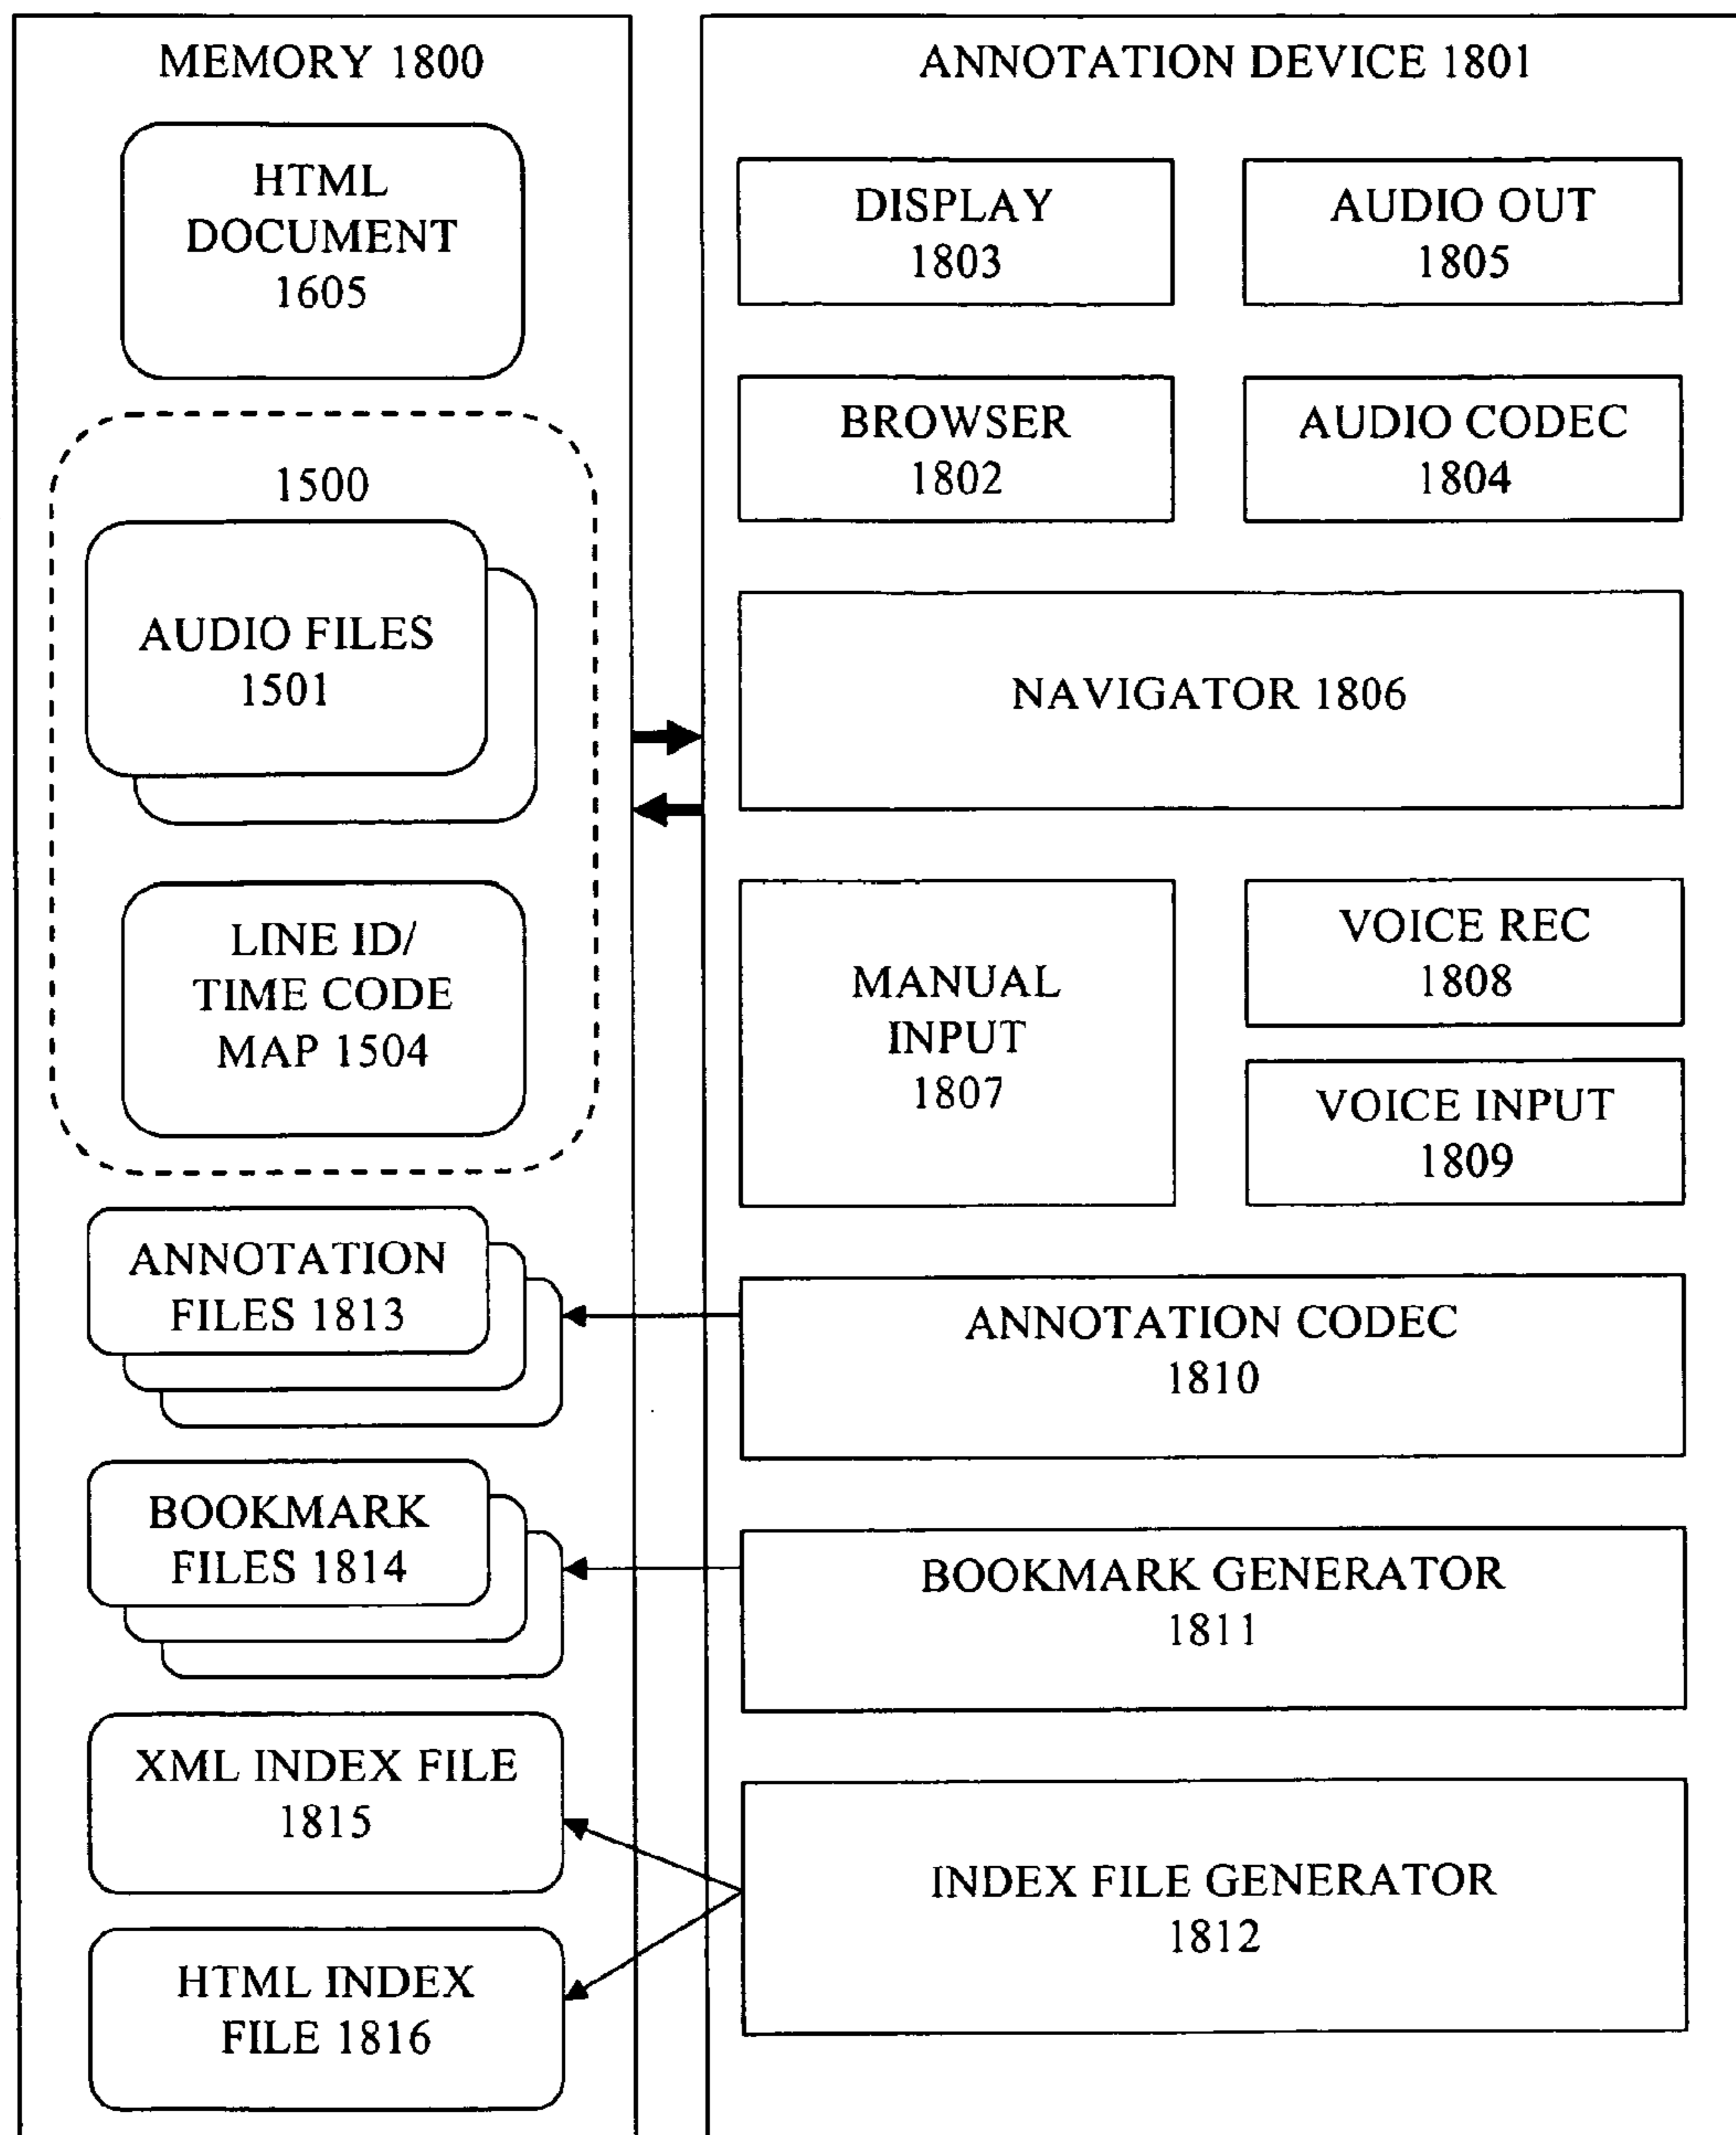 MEMORY 1800
HTML
DOCUMENT
1605
1500
AUDIO FILES
1501
LINE ID/
TIME CODE
MAP 1504
ANNOTATION
FILES 1813
BOOKMARK
FILES 1814
XML INDEX FILE
1815
HTML INDEX
FILE 1816
ANNOTATION DEVICE 1801
DISPLAY
1803
AUDIO OUT
1805
BROWSER
1802
AUDIO CODEC
1804
NAVIGATOR 1806
MANUAL
INPUT
1807
VOICE REC
1808
VOICE INPUT
1809
ANNOTATION CODEC
1810
BOOKMARK GENERATOR
1811
INDEX FILE GENERATOR
1812